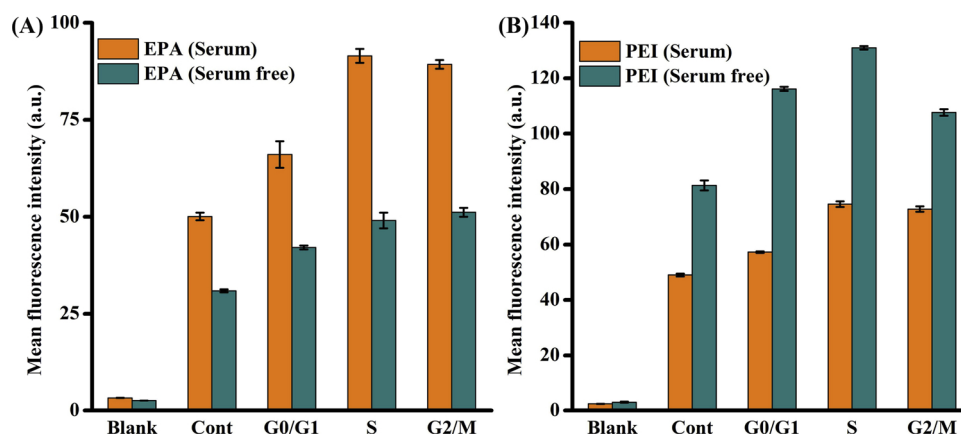 (A)
EPA (Serum)
EPA (Serum free)
Mean fluorescence intensity (a.u.)
100
75
50
25
0
Blank Cont G0/G1 S G2/M
(B)
PEI (Serum)
PEI (Serum free)
Mean fluorescence intensity (a.u.)
140
120
100
80
60
40
20
0
Blank Cont G0/G1 S G2/M